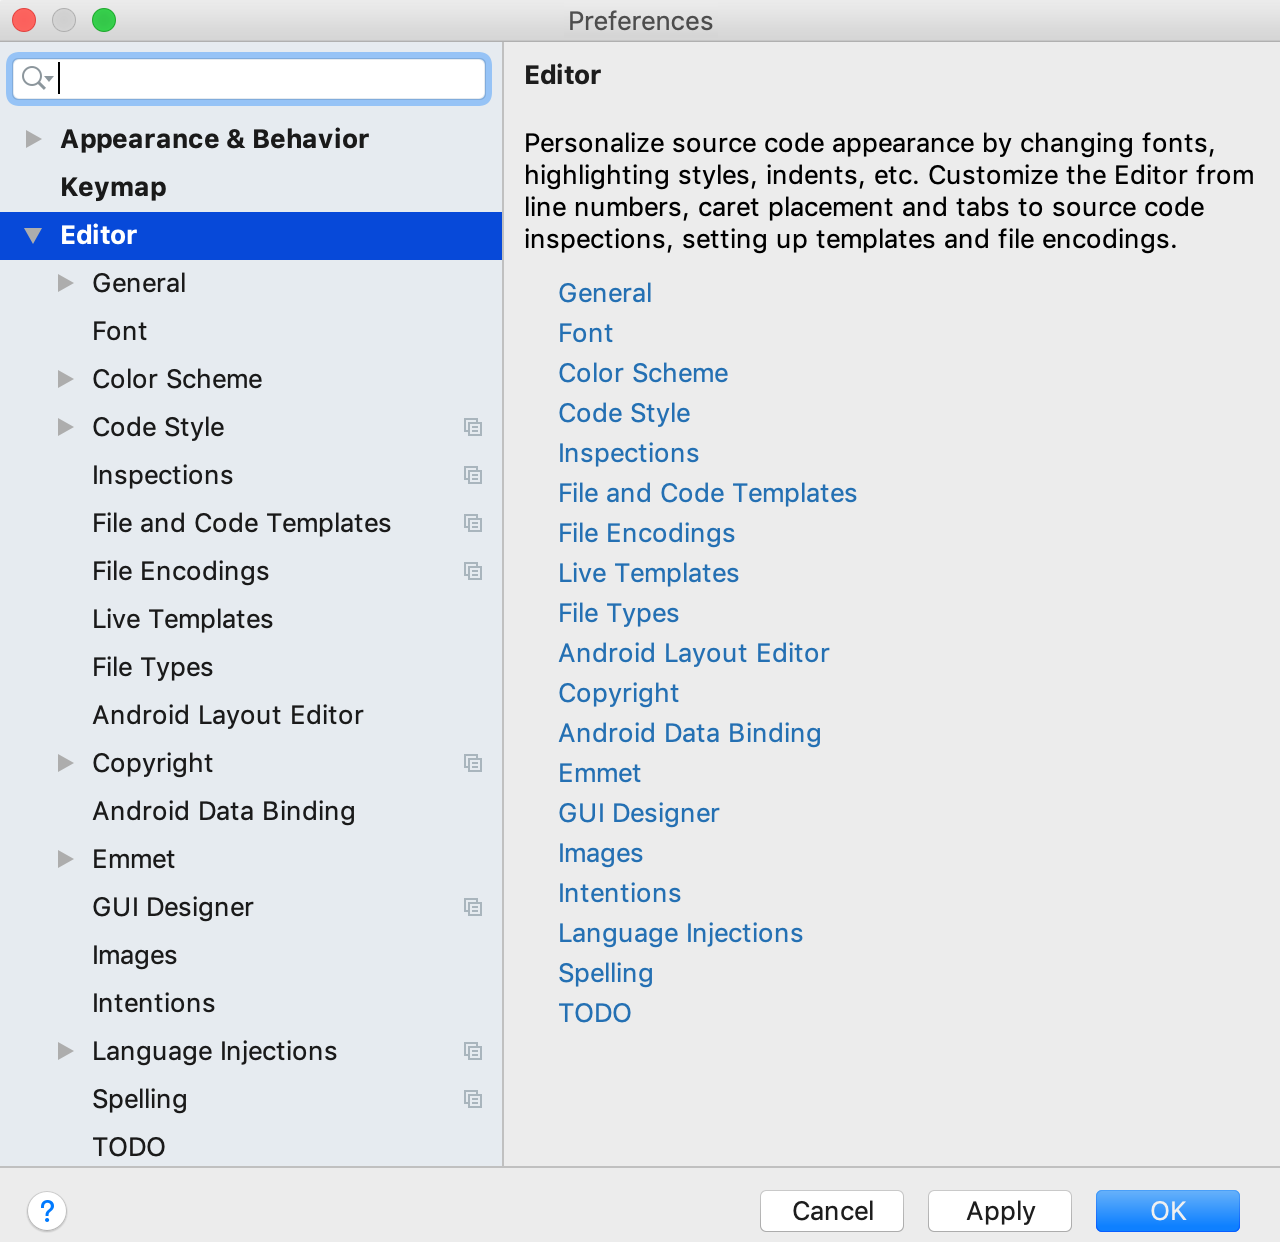 Preferences
Appearance & Behavior
Keymap
Editor
General
Font
Color Scheme
Code Style
Inspections
File and Code Templates
File Encodings
Live Templates
File Types
Android Layout Editor
Copyright
Android Data Binding
Emmet
GUI Designer
Images
Intentions
Language Injections
Spelling
TODO
Editor
Personalize source code appearance by changing fonts,
highlighting styles, indents, etc. Customize the Editor from
line numbers, caret placement and tabs to source code
inspections, setting up templates and file encodings.
General
Font
Color Scheme
Code Style
Inspections
File and Code Templates
File Encodings
Live Templates
File Types
Android Layout Editor
Copyright
Android Data Binding
Emmet
GUI Designer
Images
Intentions
Language Injections
Spelling
TODO
?
Cancel
Apply
OK